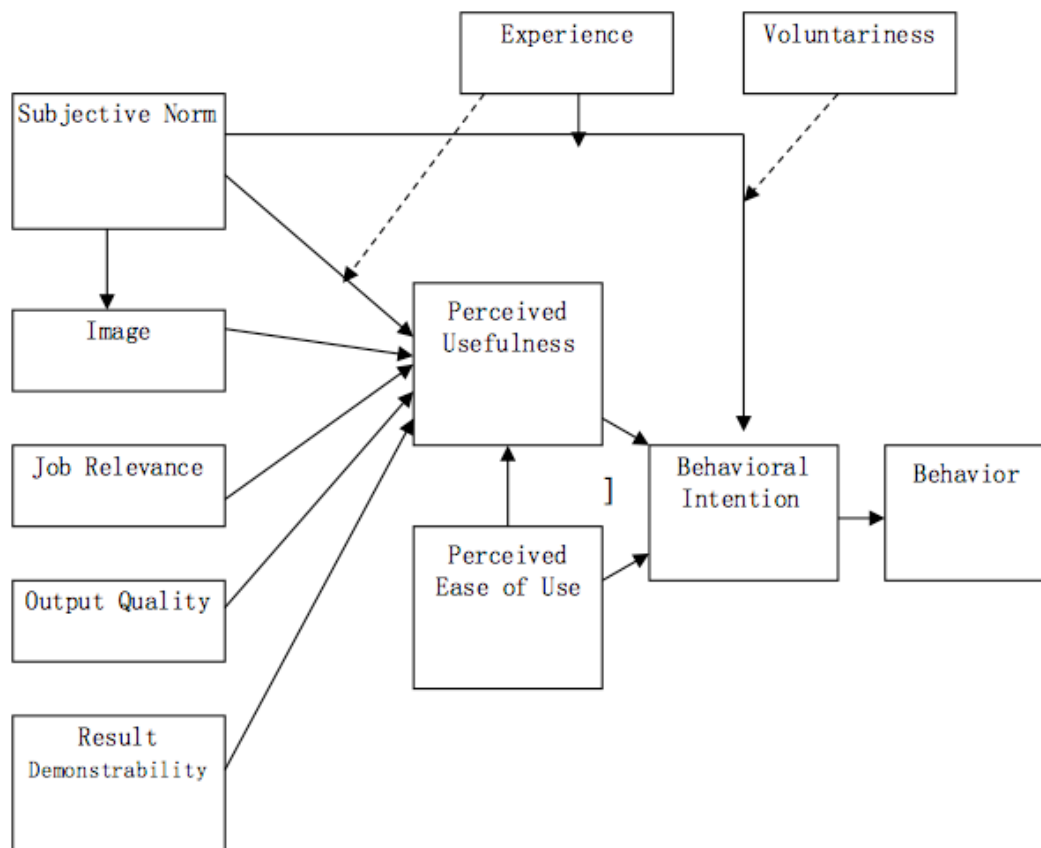 Experience
Voluntariness
Subjective Norm
Image
Perceived
Usefulness
Job Relevance
Behavioral
Intention
Behavior
]
Perceived
Ease of Use
Output Quality
Result
Demonstrability